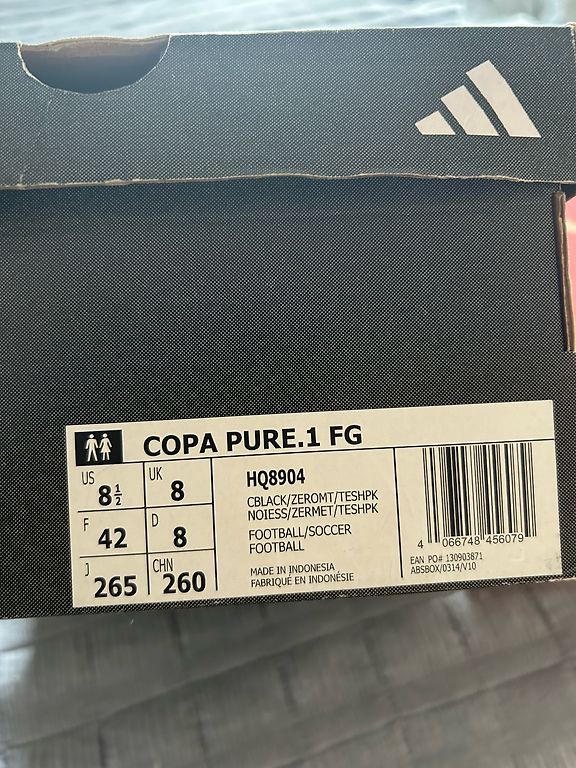 COPA PURE.1 FG
US 8½ UK 8
F 42 D 8
J 265 CHN 260
HQ8904
CBLACK/ZEROMT/TESHPK
NOIESS/ZERMET/TESHPK
FOOTBALL/SOCCER
FOOTBALL
MADE IN INDONESIA
FABRIQUÉ EN INDONÉSIE
4 066748 456079
EAN PO# 130903871
ABSBOX/0314/V10